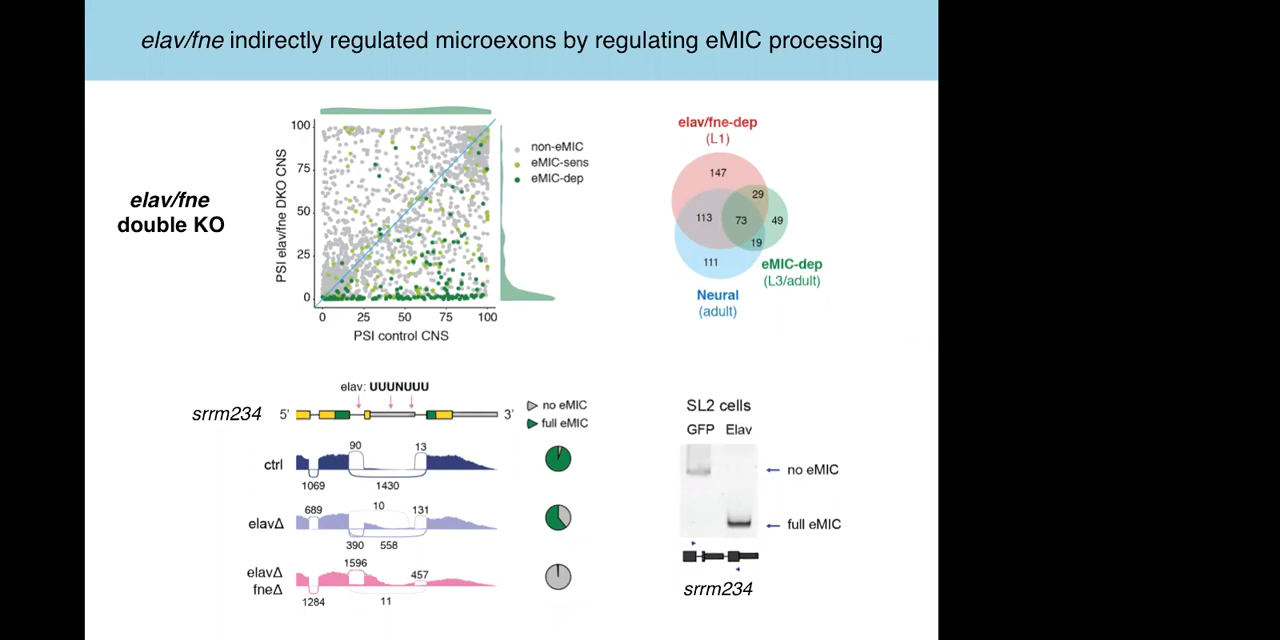 elav/fne indirectly regulated microexons by regulating eMIC processing
elav/fne
double KO
PSI elav/fne DKO CNS
100
75
50
25
0
0 25 50 75 100
PSI control CNS
non-eMIC
eMIC-sens
eMIC-dep
elav/fne-dep
(L1)
147
29
113
73
49
19
111
eMIC-dep
(L3/adult)
Neural
(adult)
elav: UUUNUUU
srrm234 5' 3'
no eMIC
full eMIC
ctrl
90 13
1069 1430
elavΔ
689 10 131
390 558
elavΔ
fneΔ
1596 457
1284 11
SL2 cells
GFP Elav
no eMIC
full eMIC
srrm234